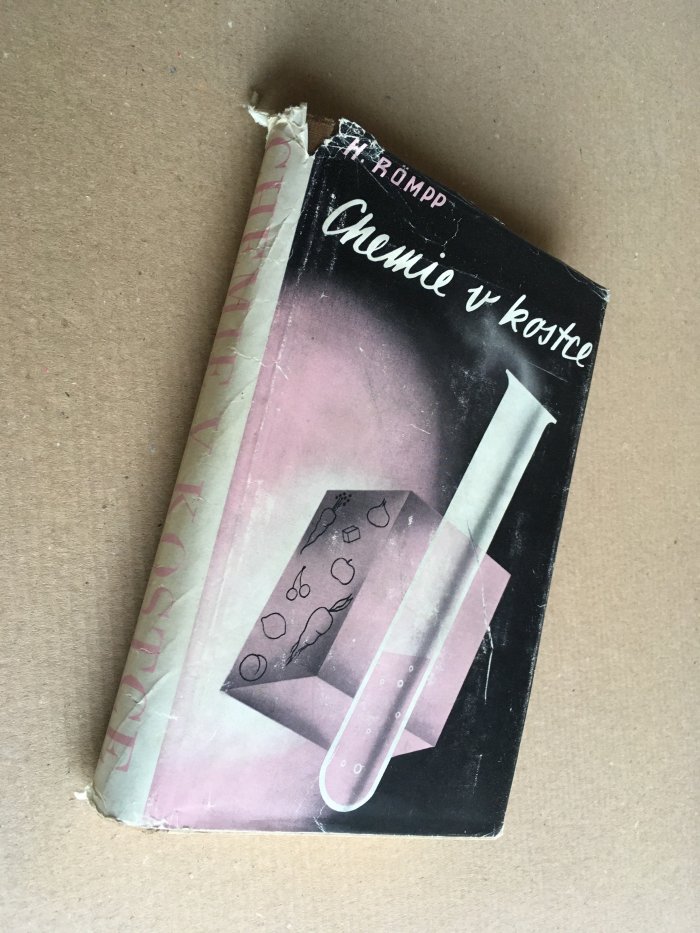 H. RÖMPP
Chemie v kostce
CHEMIE V KOSTCE